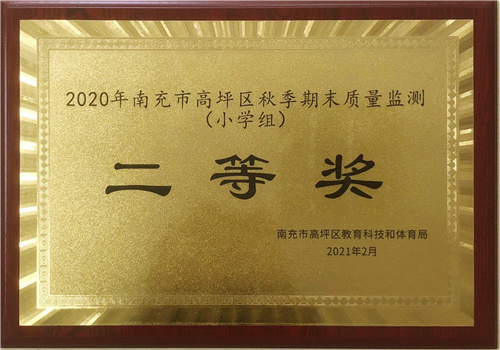 2020年南充市高坪区秋季期末质量监测
（小学组）
二等奖
南充市高坪区教育科技和体育局
2021年2月